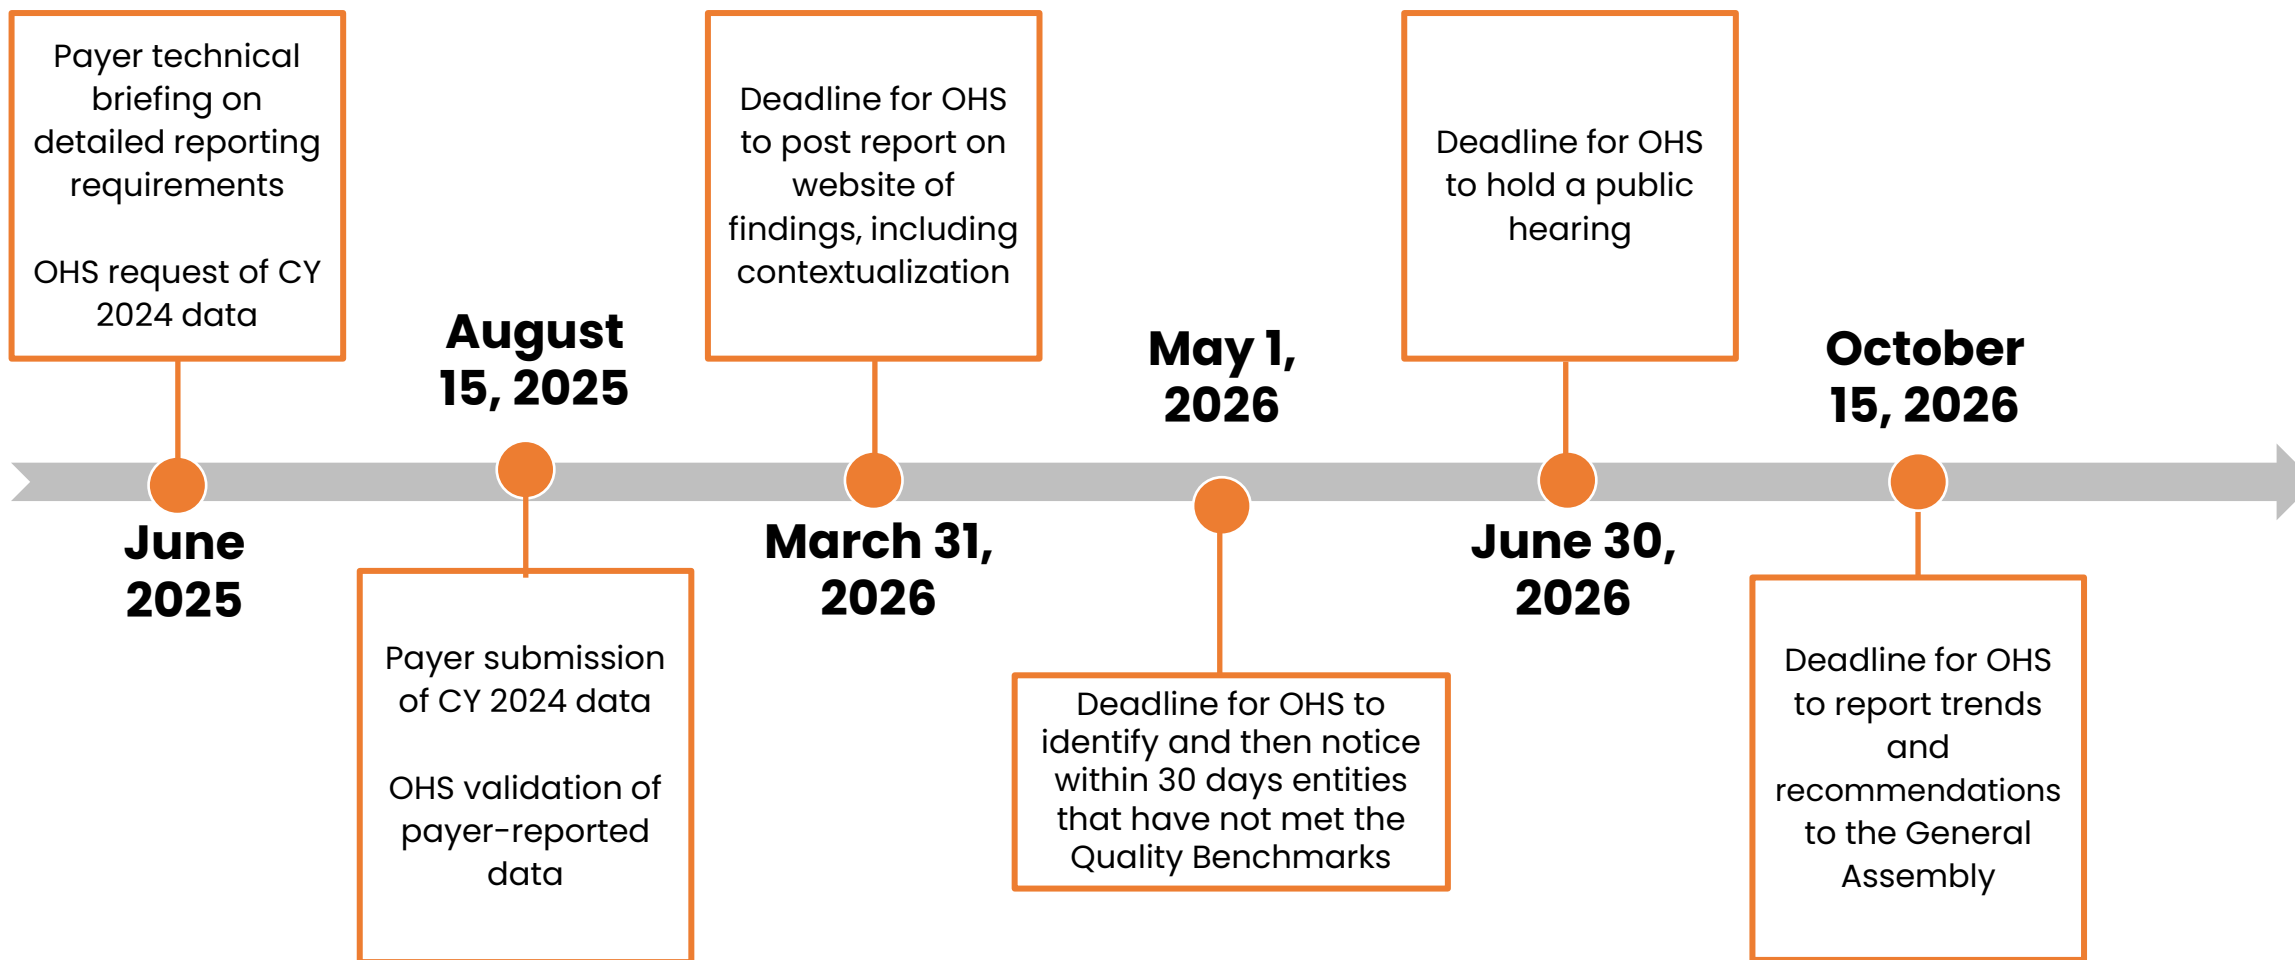 Payer technical
briefing on
detailed reporting
requirements
OHS request of CY
2024 data
June
2025
August
15, 2025
Payer submission
of CY 2024 data
OHS validation of
payer-reported
data
Deadline for OHS
to post report on
website of
findings, including
contextualization
March 31,
2026
May 1,
2026
Deadline for OHS to
identify and then notice
within 30 days entities
that have not met the
Quality Benchmarks
Deadline for OHS
to hold a public
hearing
June 30,
2026
October
15, 2026
Deadline for OHS
to report trends
and
recommendations
to the General
Assembly